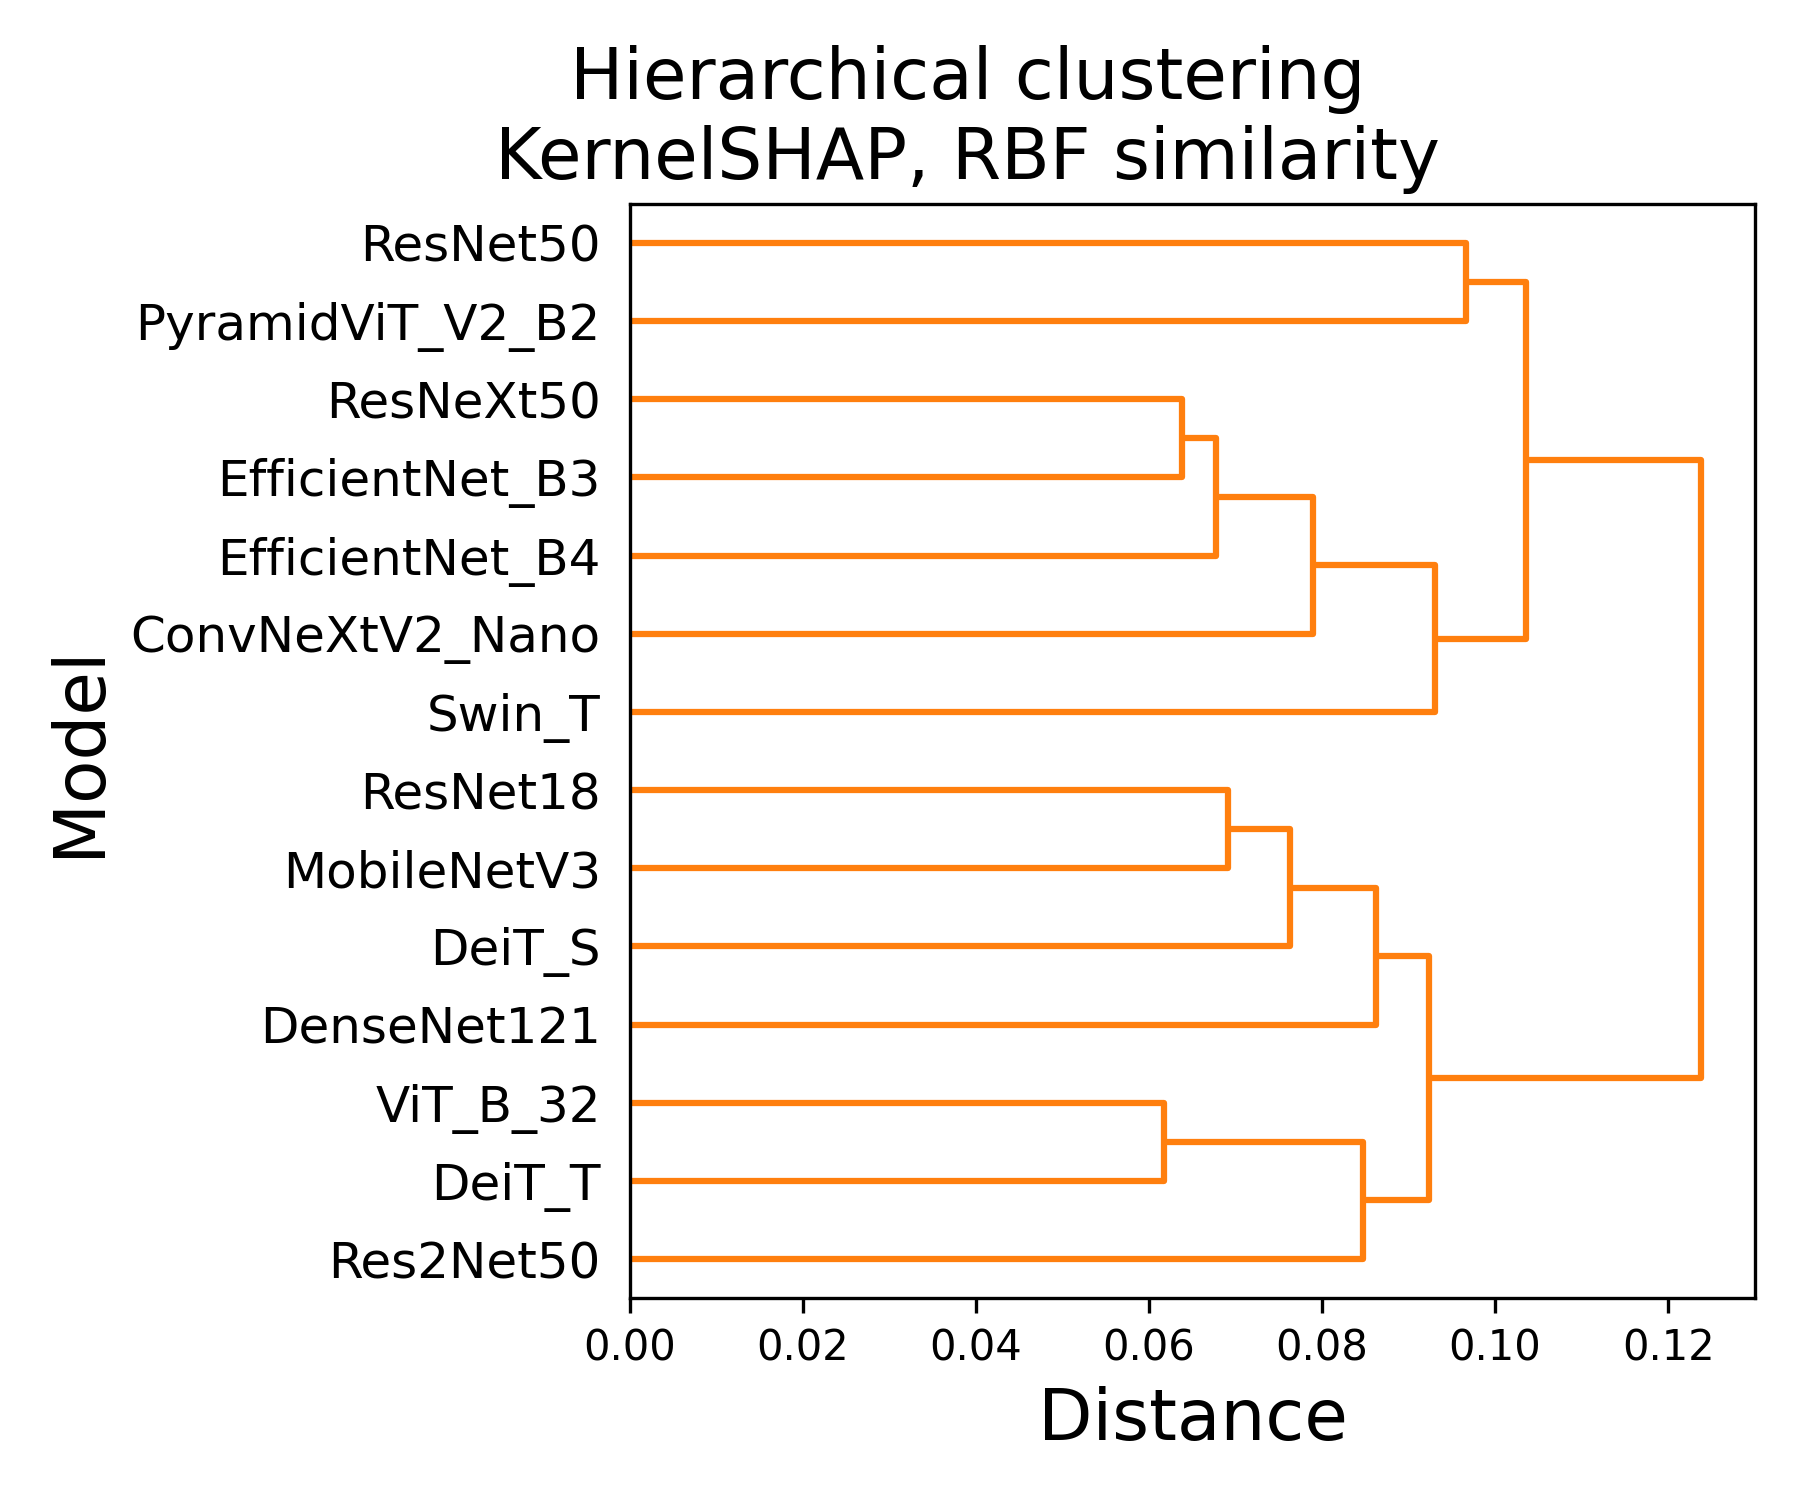 Hierarchical clustering
KernelSHAP, RBF similarity
ResNet50
PyramidViT_V2_B2
ResNeXt50
EfficientNet_B3
EfficientNet_B4
ConvNeXtV2_Nano
Swin_T
ResNet18
MobileNetV3
DeiT_S
DenseNet121
ViT_B_32
DeiT_T
Res2Net50
Model
0.00 0.02 0.04 0.06 0.08 0.10 0.12
Distance